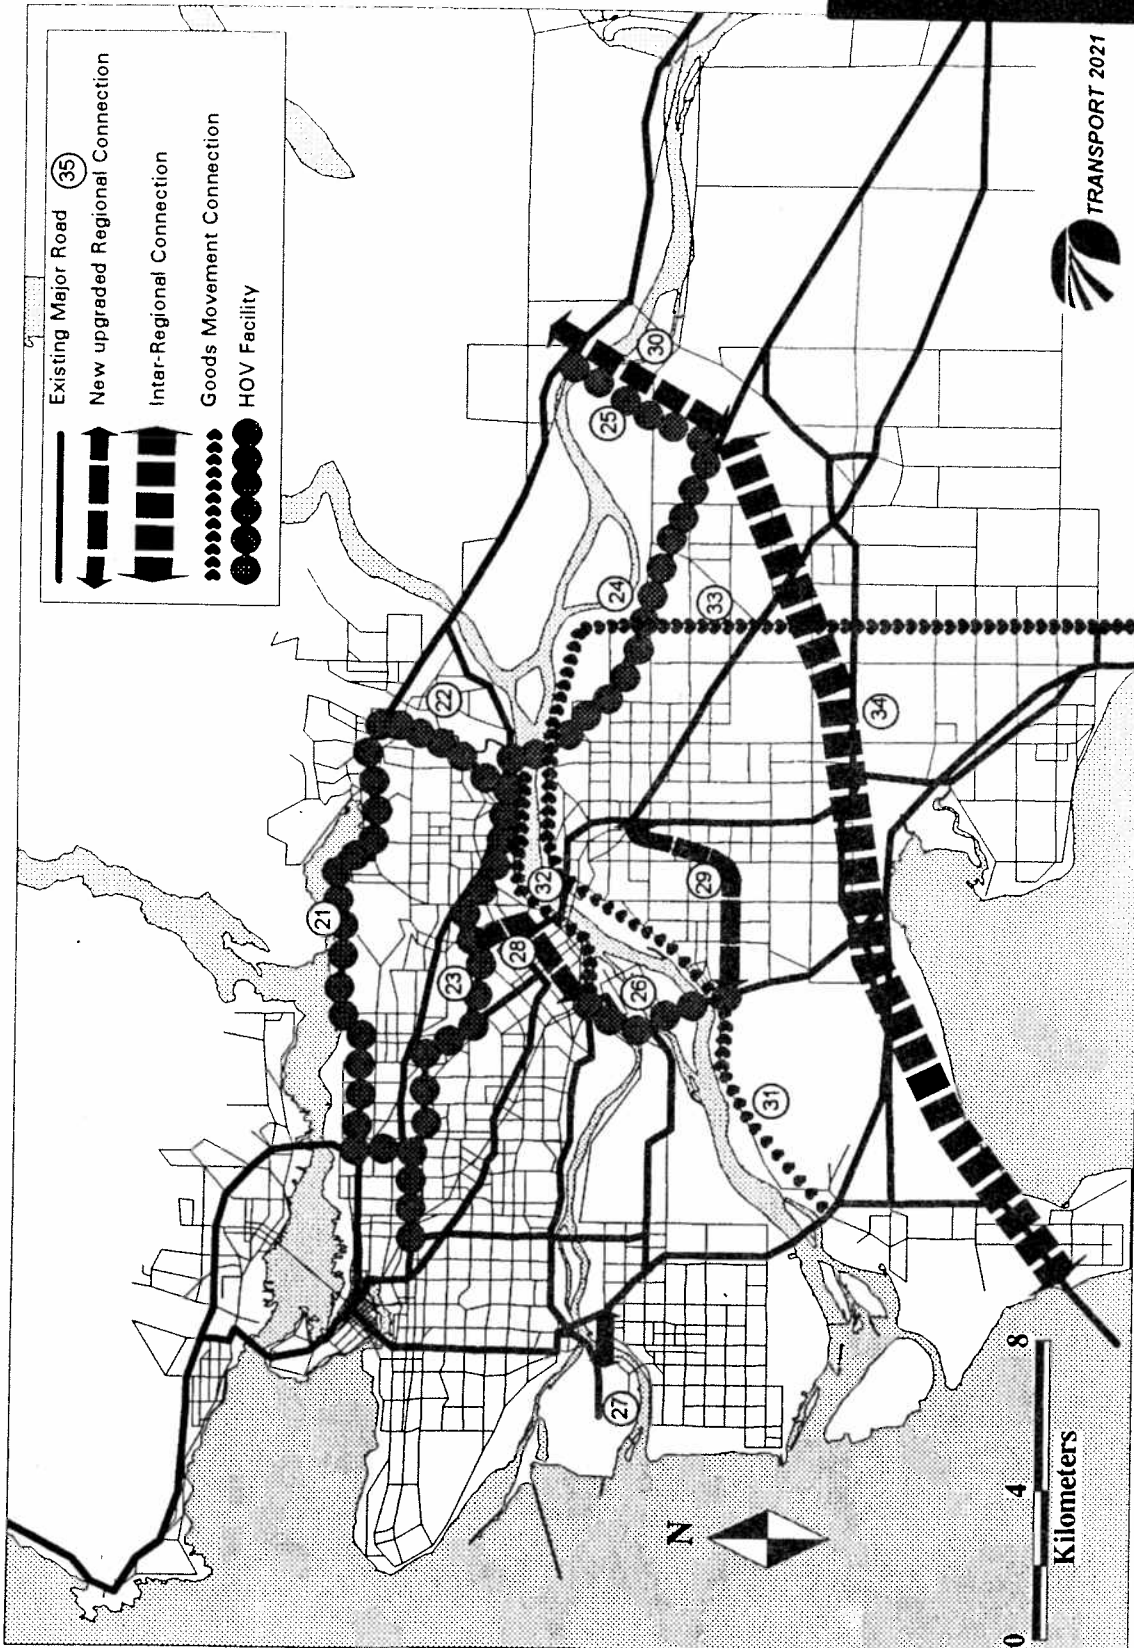 Existing Major Road (35)
New upgraded Regional Connection
Inter-Regional Connection
Goods Movement Connection
HOV Facility
21
22
23
24
25
26
27
28
29
30
31
32
33
34
N
0 4 8
Kilometers
TRANSPORT 2021